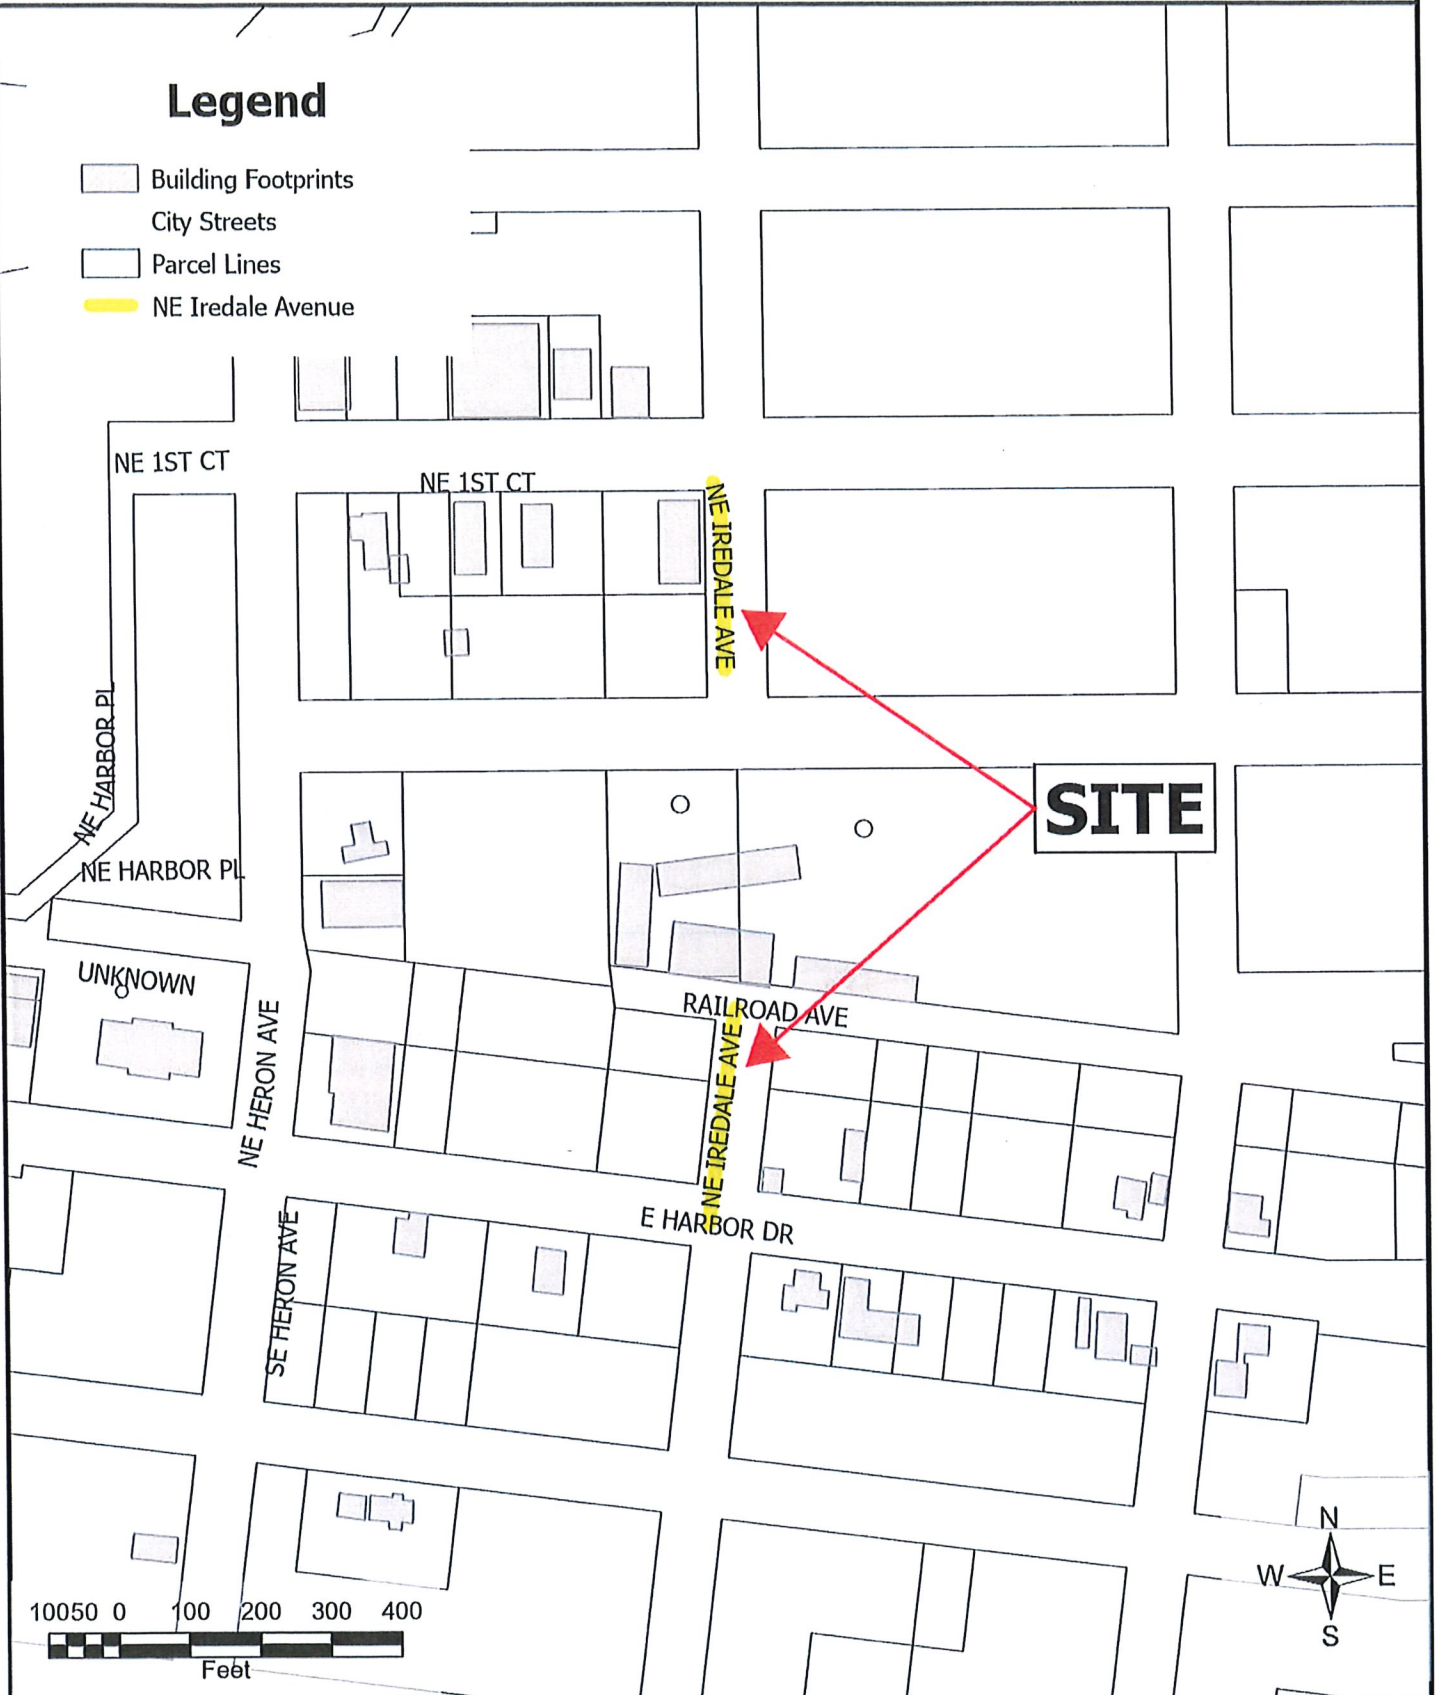 Legend
Building Footprints
City Streets
Parcel Lines
NE Iredale Avenue
NE 1ST CT
NE 1ST CT
NE IREDALE AVE
NE HARBOR PL
SITE
NE HARBOR PL
UNKNOWN
RAILROAD AVE
NE HERON AVE
NE IREDALE AVE
E HARBOR DR
SE HERON AVE
N
W E
S
10050 0 100 200 300 400
Feet